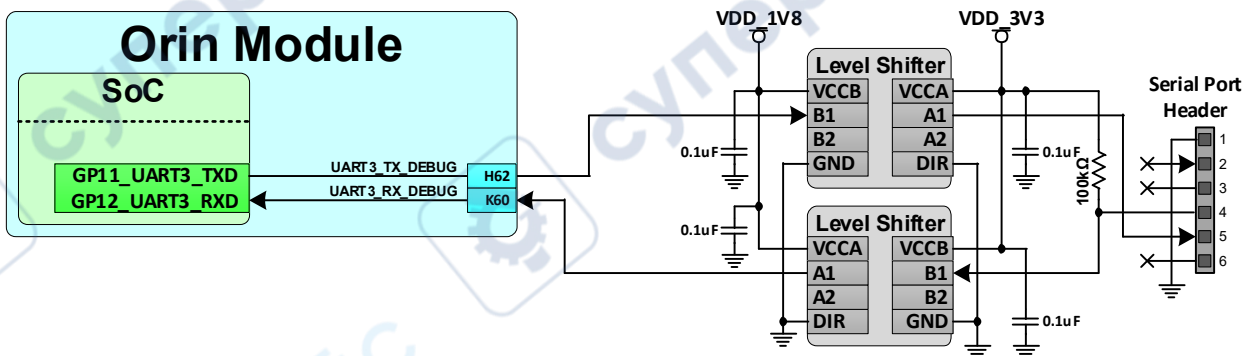 Orin Module
SoC
GP11_UART3_TXD
GP12_UART3_RXD
UART3_TX_DEBUG
UART3_RX_DEBUG
H62
K60
VDD_1V8
VDD_3V3
0.1uF
0.1uF
Level Shifter
VCCB VCCA
B1 A1
B2 A2
GND DIR
0.1uF
100kΩ
Level Shifter
VCCA VCCB
A1 B1
A2 B2
DIR GND
0.1uF
Serial Port
Header
1
2
3
4
5
6
супер